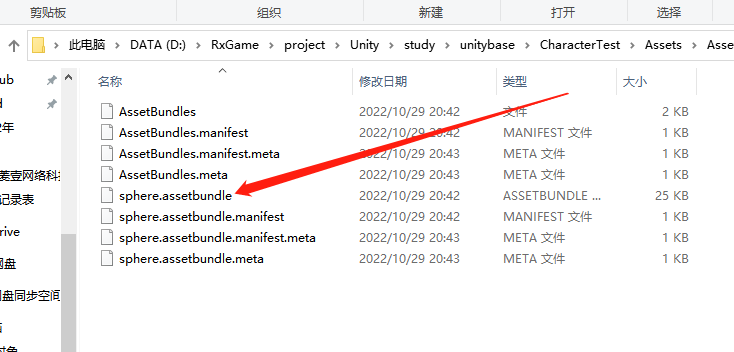 剪贴板 组织 新建 打开 选择
此电脑 > DATA (D:) > RxGame > project > Unity > study > unitybase > CharacterTest > Assets > Asse
名称 修改日期 类型 大小
AssetBundles 2022/10/29 20:42 文件 2 KB
AssetBundles.manifest 2022/10/29 20:42 MANIFEST 文件 1 KB
AssetBundles.manifest.meta 2022/10/29 20:43 META 文件 1 KB
AssetBundles.meta 2022/10/29 20:43 META 文件 1 KB
sphere.assetbundle 2022/10/29 20:42 ASSETBUNDLE ... 25 KB
sphere.assetbundle.manifest 2022/10/29 20:42 MANIFEST 文件 1 KB
sphere.assetbundle.manifest.meta 2022/10/29 20:43 META 文件 1 KB
sphere.assetbundle.meta 2022/10/29 20:43 META 文件 1 KB
ub
2年
壹网络科技
记录表
rive
网盘
盘同步空间